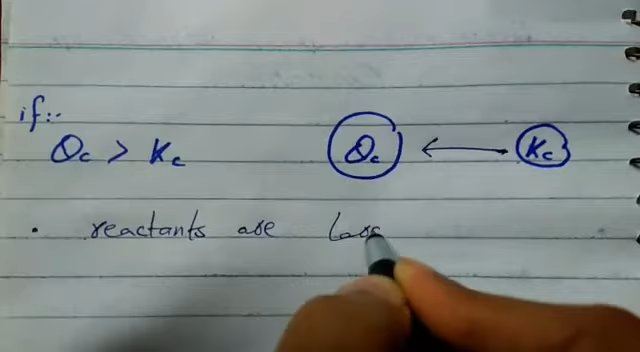 if:-
Qc > Kc Qc ← Kc
• reactants are